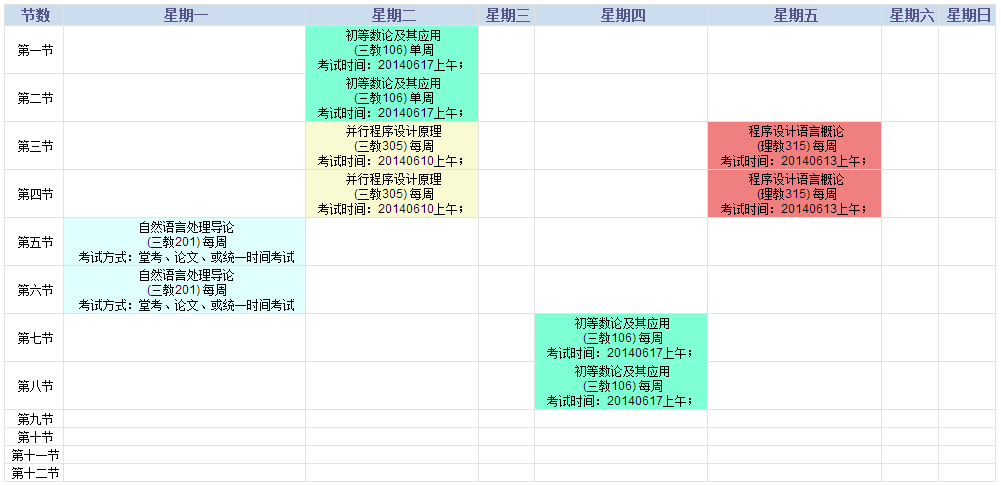 节数 星期一 星期二 星期三 星期四 星期五 星期六 星期日
第一节
初等数论及其应用
(三教106) 单周
考试时间：20140617上午；
第二节
初等数论及其应用
(三教106) 单周
考试时间：20140617上午；
第三节
并行程序设计原理
(三教305) 每周
考试时间：20140610上午；
程序设计语言概论
(理教315) 每周
考试时间：20140613上午；
第四节
并行程序设计原理
(三教305) 每周
考试时间：20140610上午；
程序设计语言概论
(理教315) 每周
考试时间：20140613上午；
第五节
自然语言处理导论
(三教201) 每周
考试方式：堂考、论文、或统一时间考试
第六节
自然语言处理导论
(三教201) 每周
考试方式：堂考、论文、或统一时间考试
第七节
初等数论及其应用
(三教106) 每周
考试时间：20140617上午；
第八节
初等数论及其应用
(三教106) 每周
考试时间：20140617上午；
第九节
第十节
第十一节
第十二节